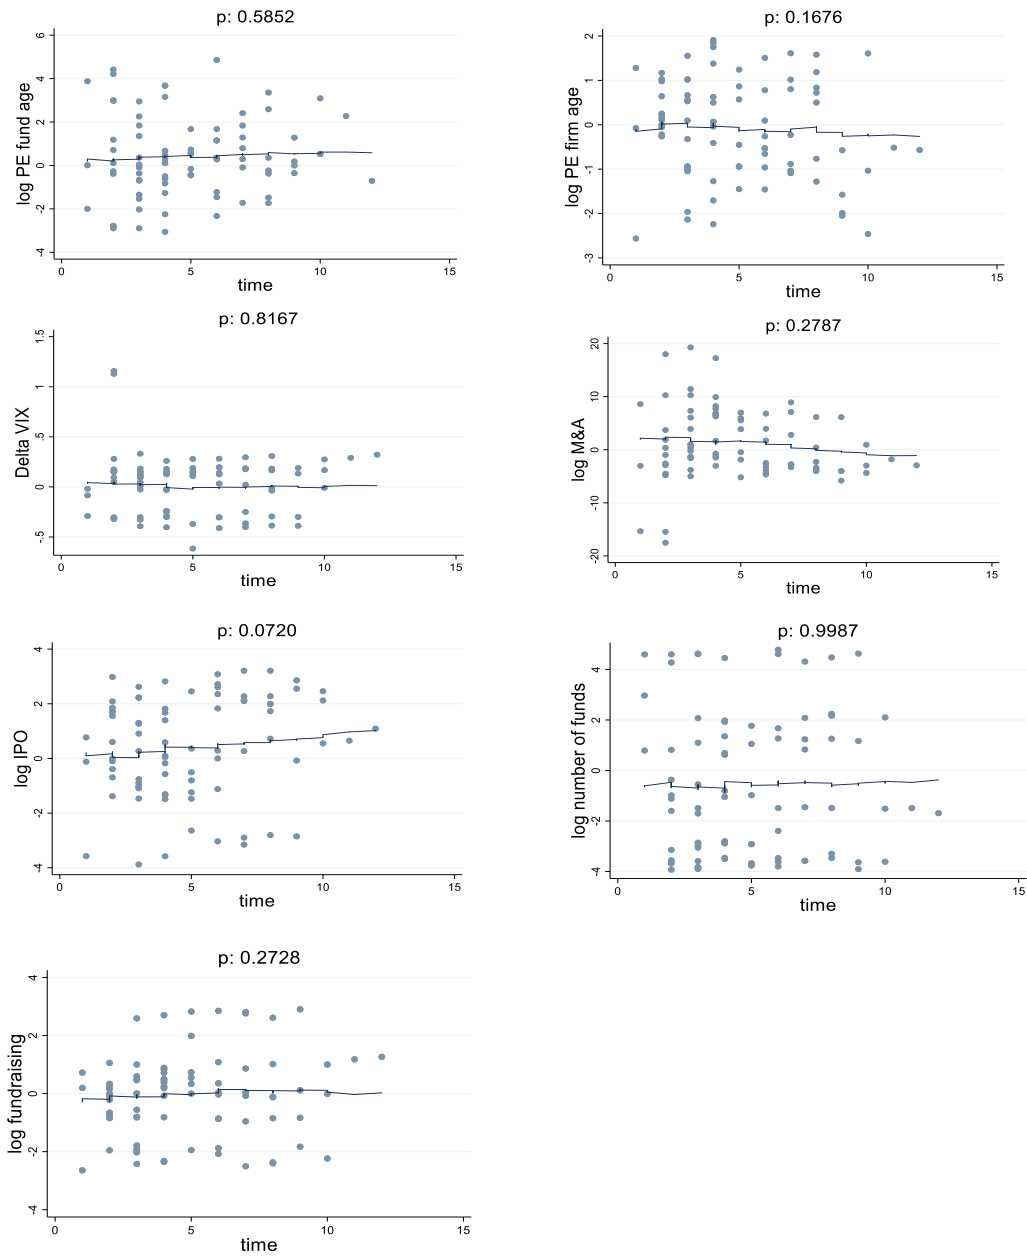 p: 0.5852
6
4
2
0
-2
-4
log PE fund age
0 5 10 15
time
p: 0.1676
2
1
0
-1
-2
-3
log PE firm age
0 5 10 15
time
p: 0.8167
1.5
1
.5
0
-.5
Delta VIX
0 5 10 15
time
p: 0.2787
20
10
0
-10
-20
log M&A
0 5 10 15
time
p: 0.0720
4
2
0
-2
-4
log IPO
0 5 10 15
time
p: 0.9987
4
2
0
-2
-4
log number of funds
0 5 10 15
time
p: 0.2728
4
2
0
-2
-4
log fundraising
0 5 10 15
time